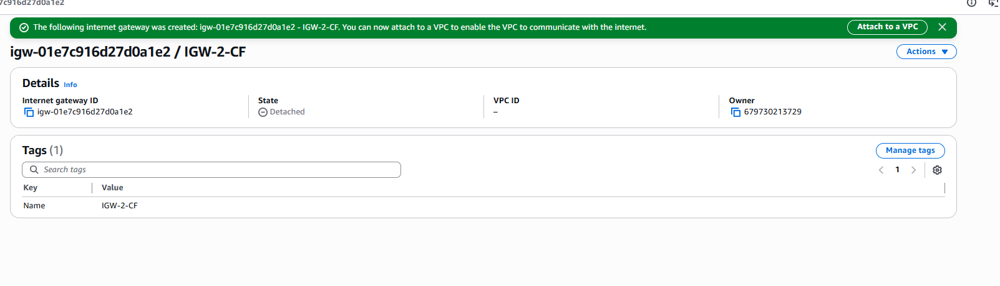 7c916d27d0a1e2
The following internet gateway was created: igw-01e7c916d27d0a1e2 - IGW-2-CF. You can now attach to a VPC to enable the VPC to communicate with the internet.
Attach to a VPC
igw-01e7c916d27d0a1e2 / IGW-2-CF
Actions
Details Info
Internet gateway ID
igw-01e7c916d27d0a1e2
State
Detached
VPC ID
–
Owner
679730213729
Tags (1)
Manage tags
Search tags
1
Key Value
Name IGW-2-CF